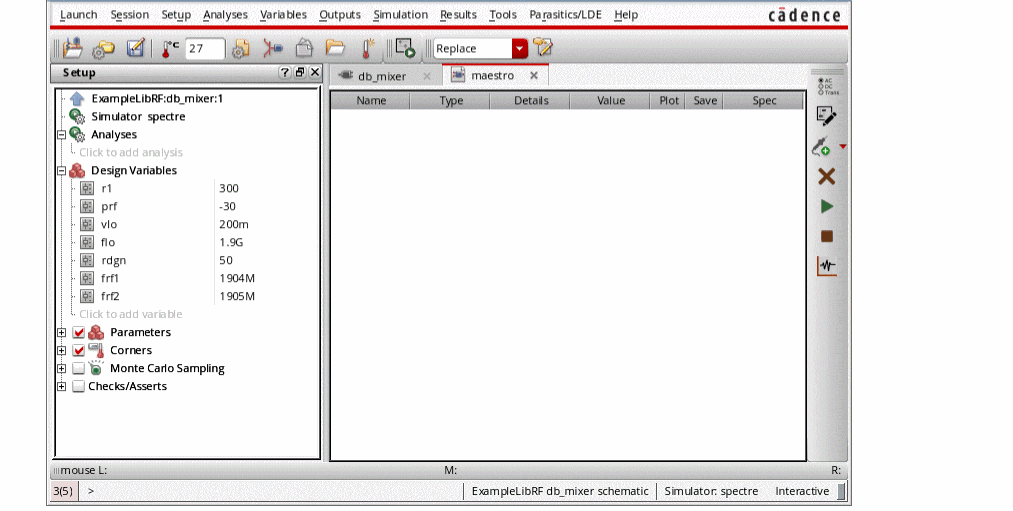 Launch Session Setup Analyses Variables Outputs Simulation Results Tools Parasitics/LDE Help cādence
°C 27 Replace
Setup ? db_mixer maestro
ExampleLibRF:db_mixer:1
Simulator spectre
Analyses
Click to add analysis
Design Variables
r1 300
prf -30
vlo 200m
flo 1.9G
rdgn 50
frf1 1904M
frf2 1905M
Click to add variable
Parameters
Corners
Monte Carlo Sampling
Checks/Asserts
Name Type Details Value Plot Save Spec
AC
DC
Trans
mouse L: M: R:
3(5) > ExampleLibRF db_mixer schematic Simulator: spectre Interactive